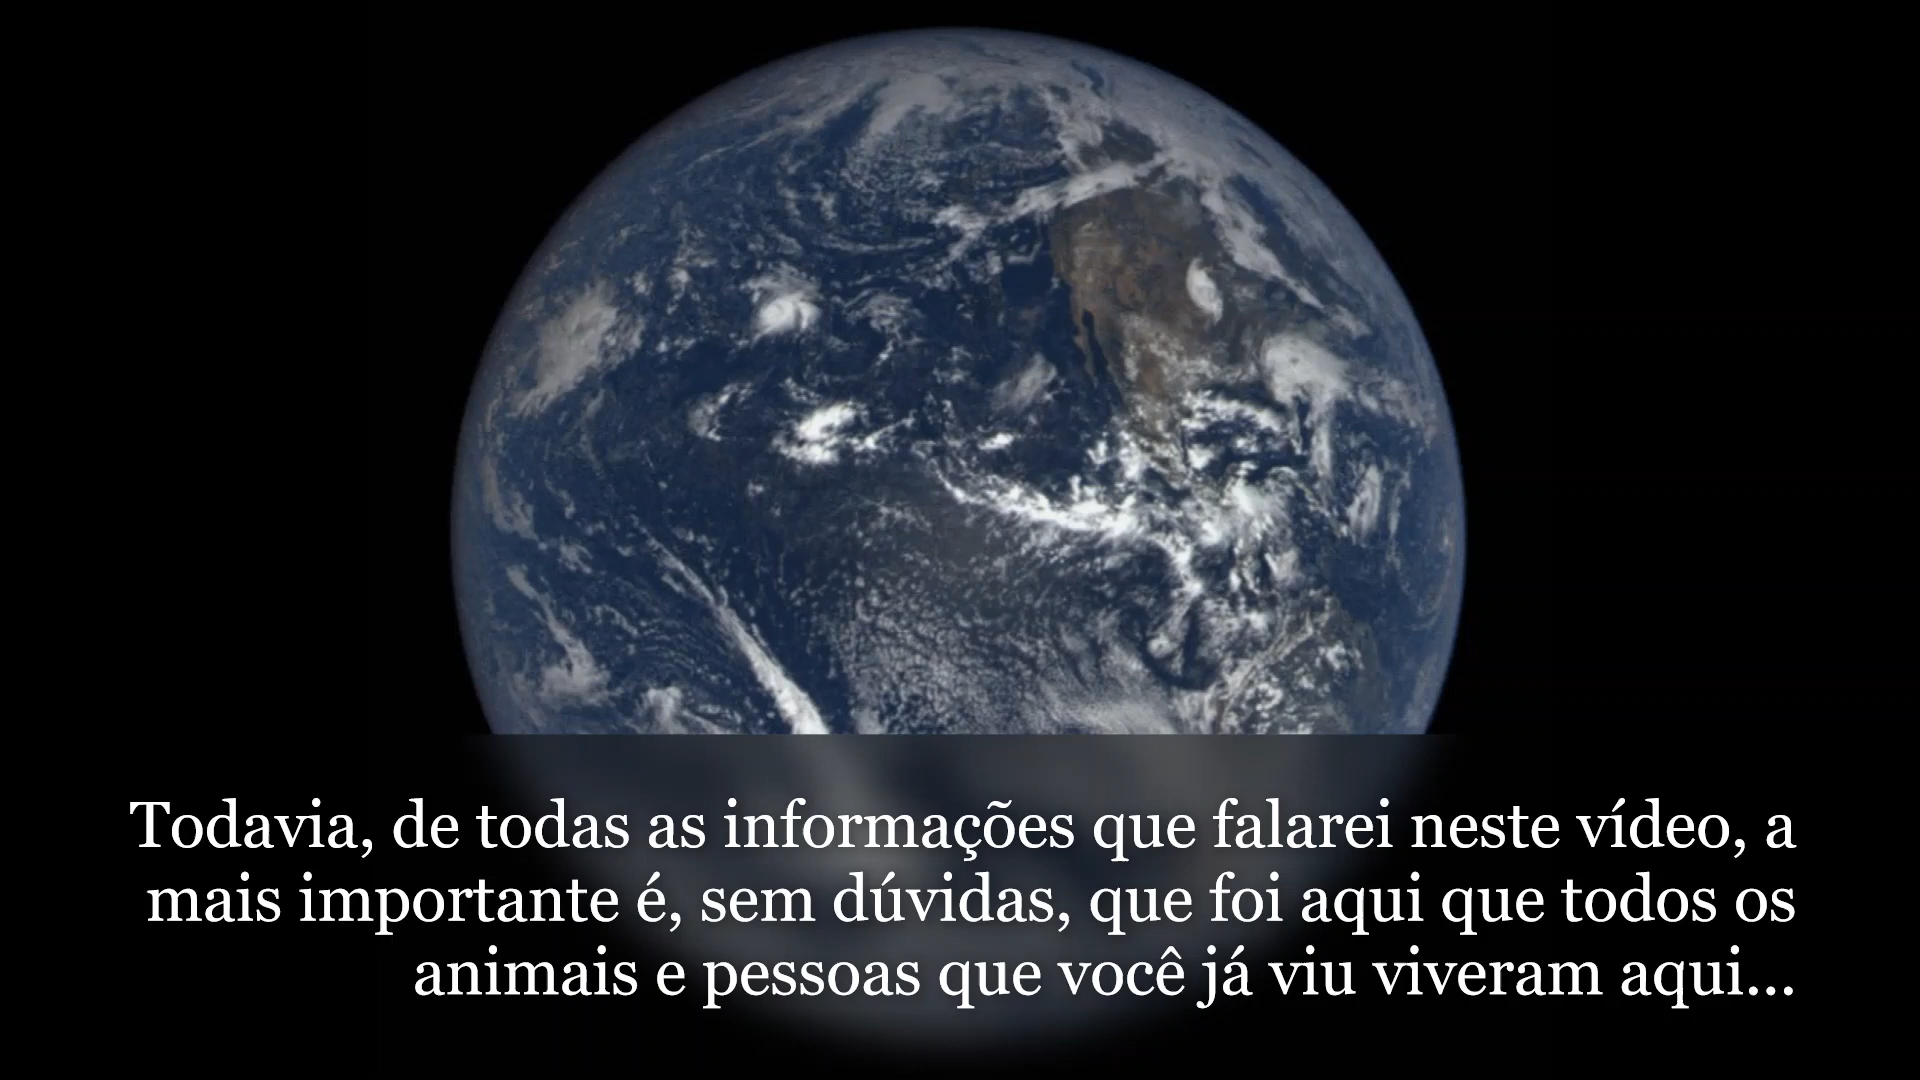 Todavia, de todas as informações que falarei neste vídeo, a
mais importante é, sem dúvidas, que foi aqui que todos os
animais e pessoas que você já viu viveram aqui...